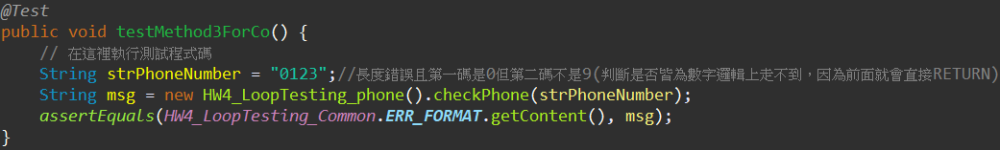 @Test
public void testMethod3ForCo() {
// 在這裡執行測試程式碼
String strPhoneNumber = "0123";//長度錯誤且第一碼是0但第二碼不是9(判斷是否皆為數字邏輯上走不到，因為前面就會直接RETURN)
String msg = new HW4_LoopTesting_phone().checkPhone(strPhoneNumber);
assertEquals(HW4_LoopTesting_Common.ERR_FORMAT.getContent(), msg);
}